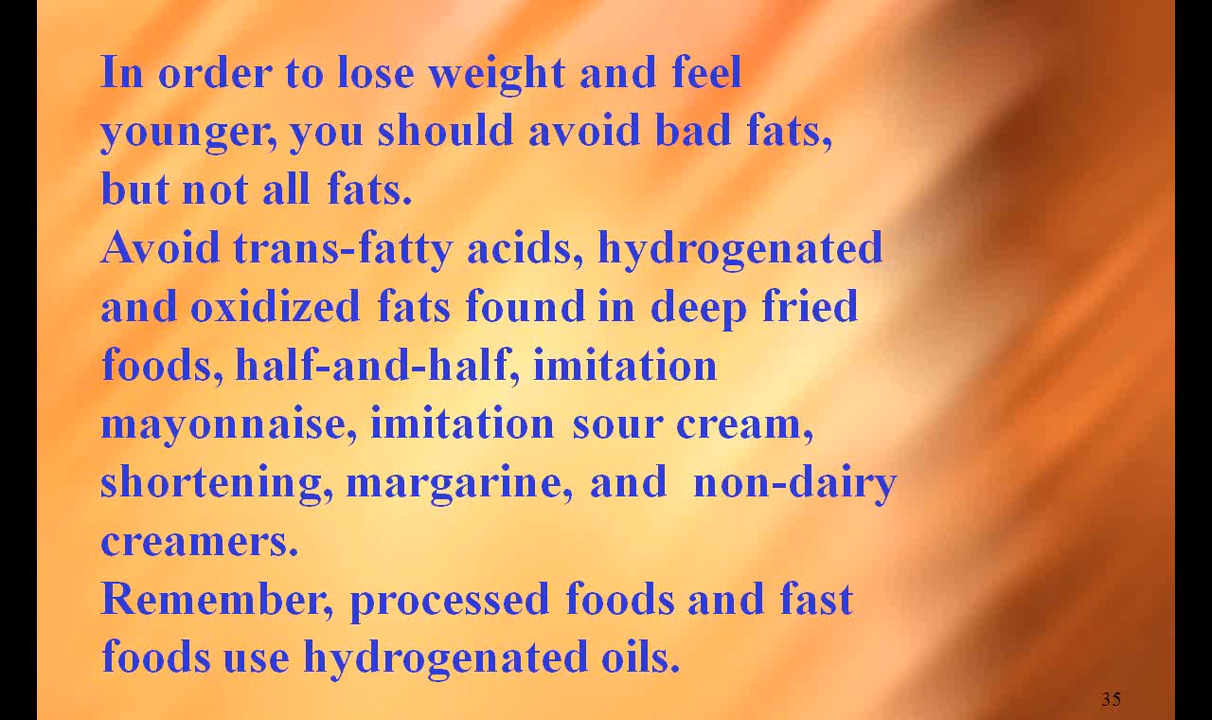 In order to lose weight and feel
younger, you should avoid bad fats,
but not all fats.
Avoid trans-fatty acids, hydrogenated
and oxidized fats found in deep fried
foods, half-and-half, imitation
mayonnaise, imitation sour cream,
shortening, margarine, and non-dairy
creamers.
Remember, processed foods and fast
foods use hydrogenated oils.
35